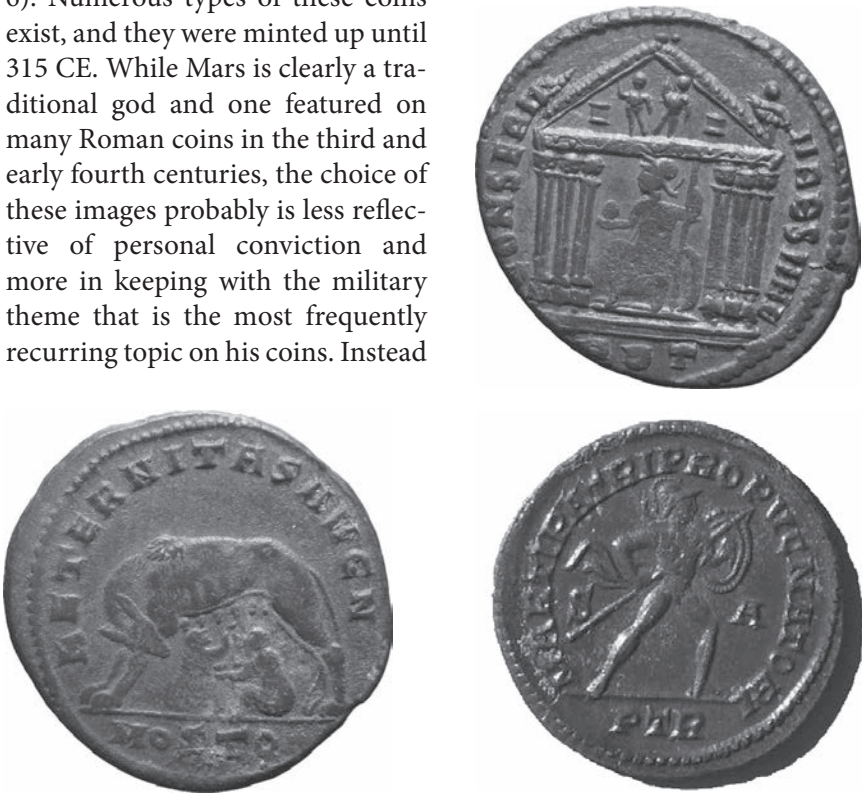 6). Numerous types of these coins
exist, and they were minted up until
315 CE. While Mars is clearly a tra-
ditional god and one featured on
many Roman coins in the third and
early fourth centuries, the choice of
these images probably is less reflec-
tive of personal conviction and
more in keeping with the military
theme that is the most frequently
recurring topic on his coins. Instead
AETERNITASAVGN
MOSTQ
MARTIPATRIPROPVGNATORI
A
PTR